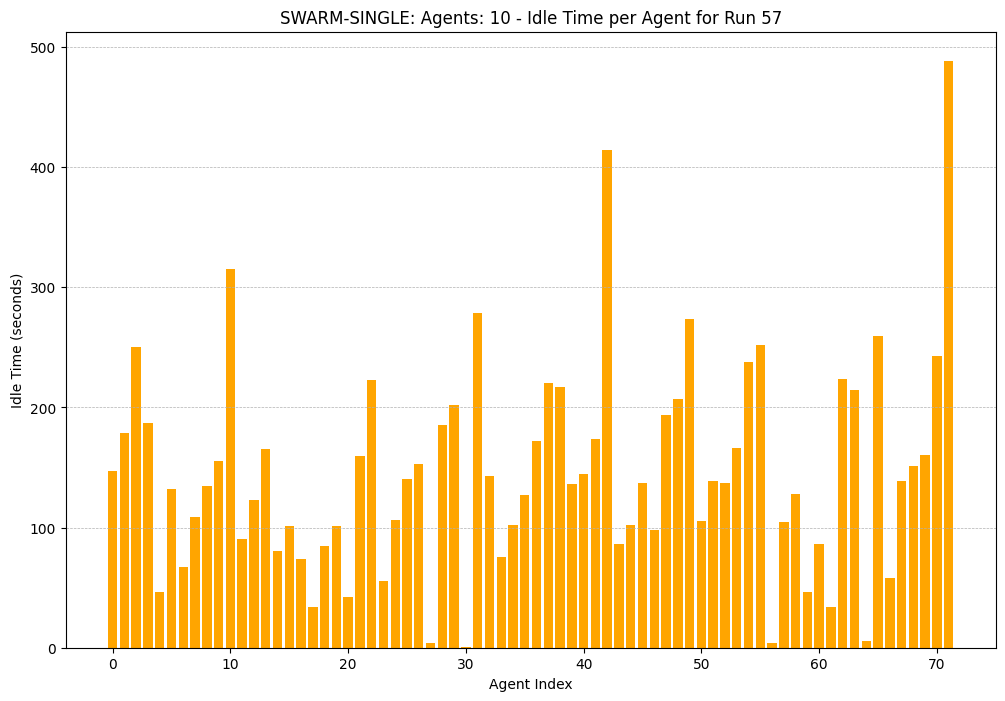 SWARM-SINGLE: Agents: 10 - Idle Time per Agent for Run 57
500
400
300
200
100
0
Idle Time (seconds)
0 10 20 30 40 50 60 70
Agent Index